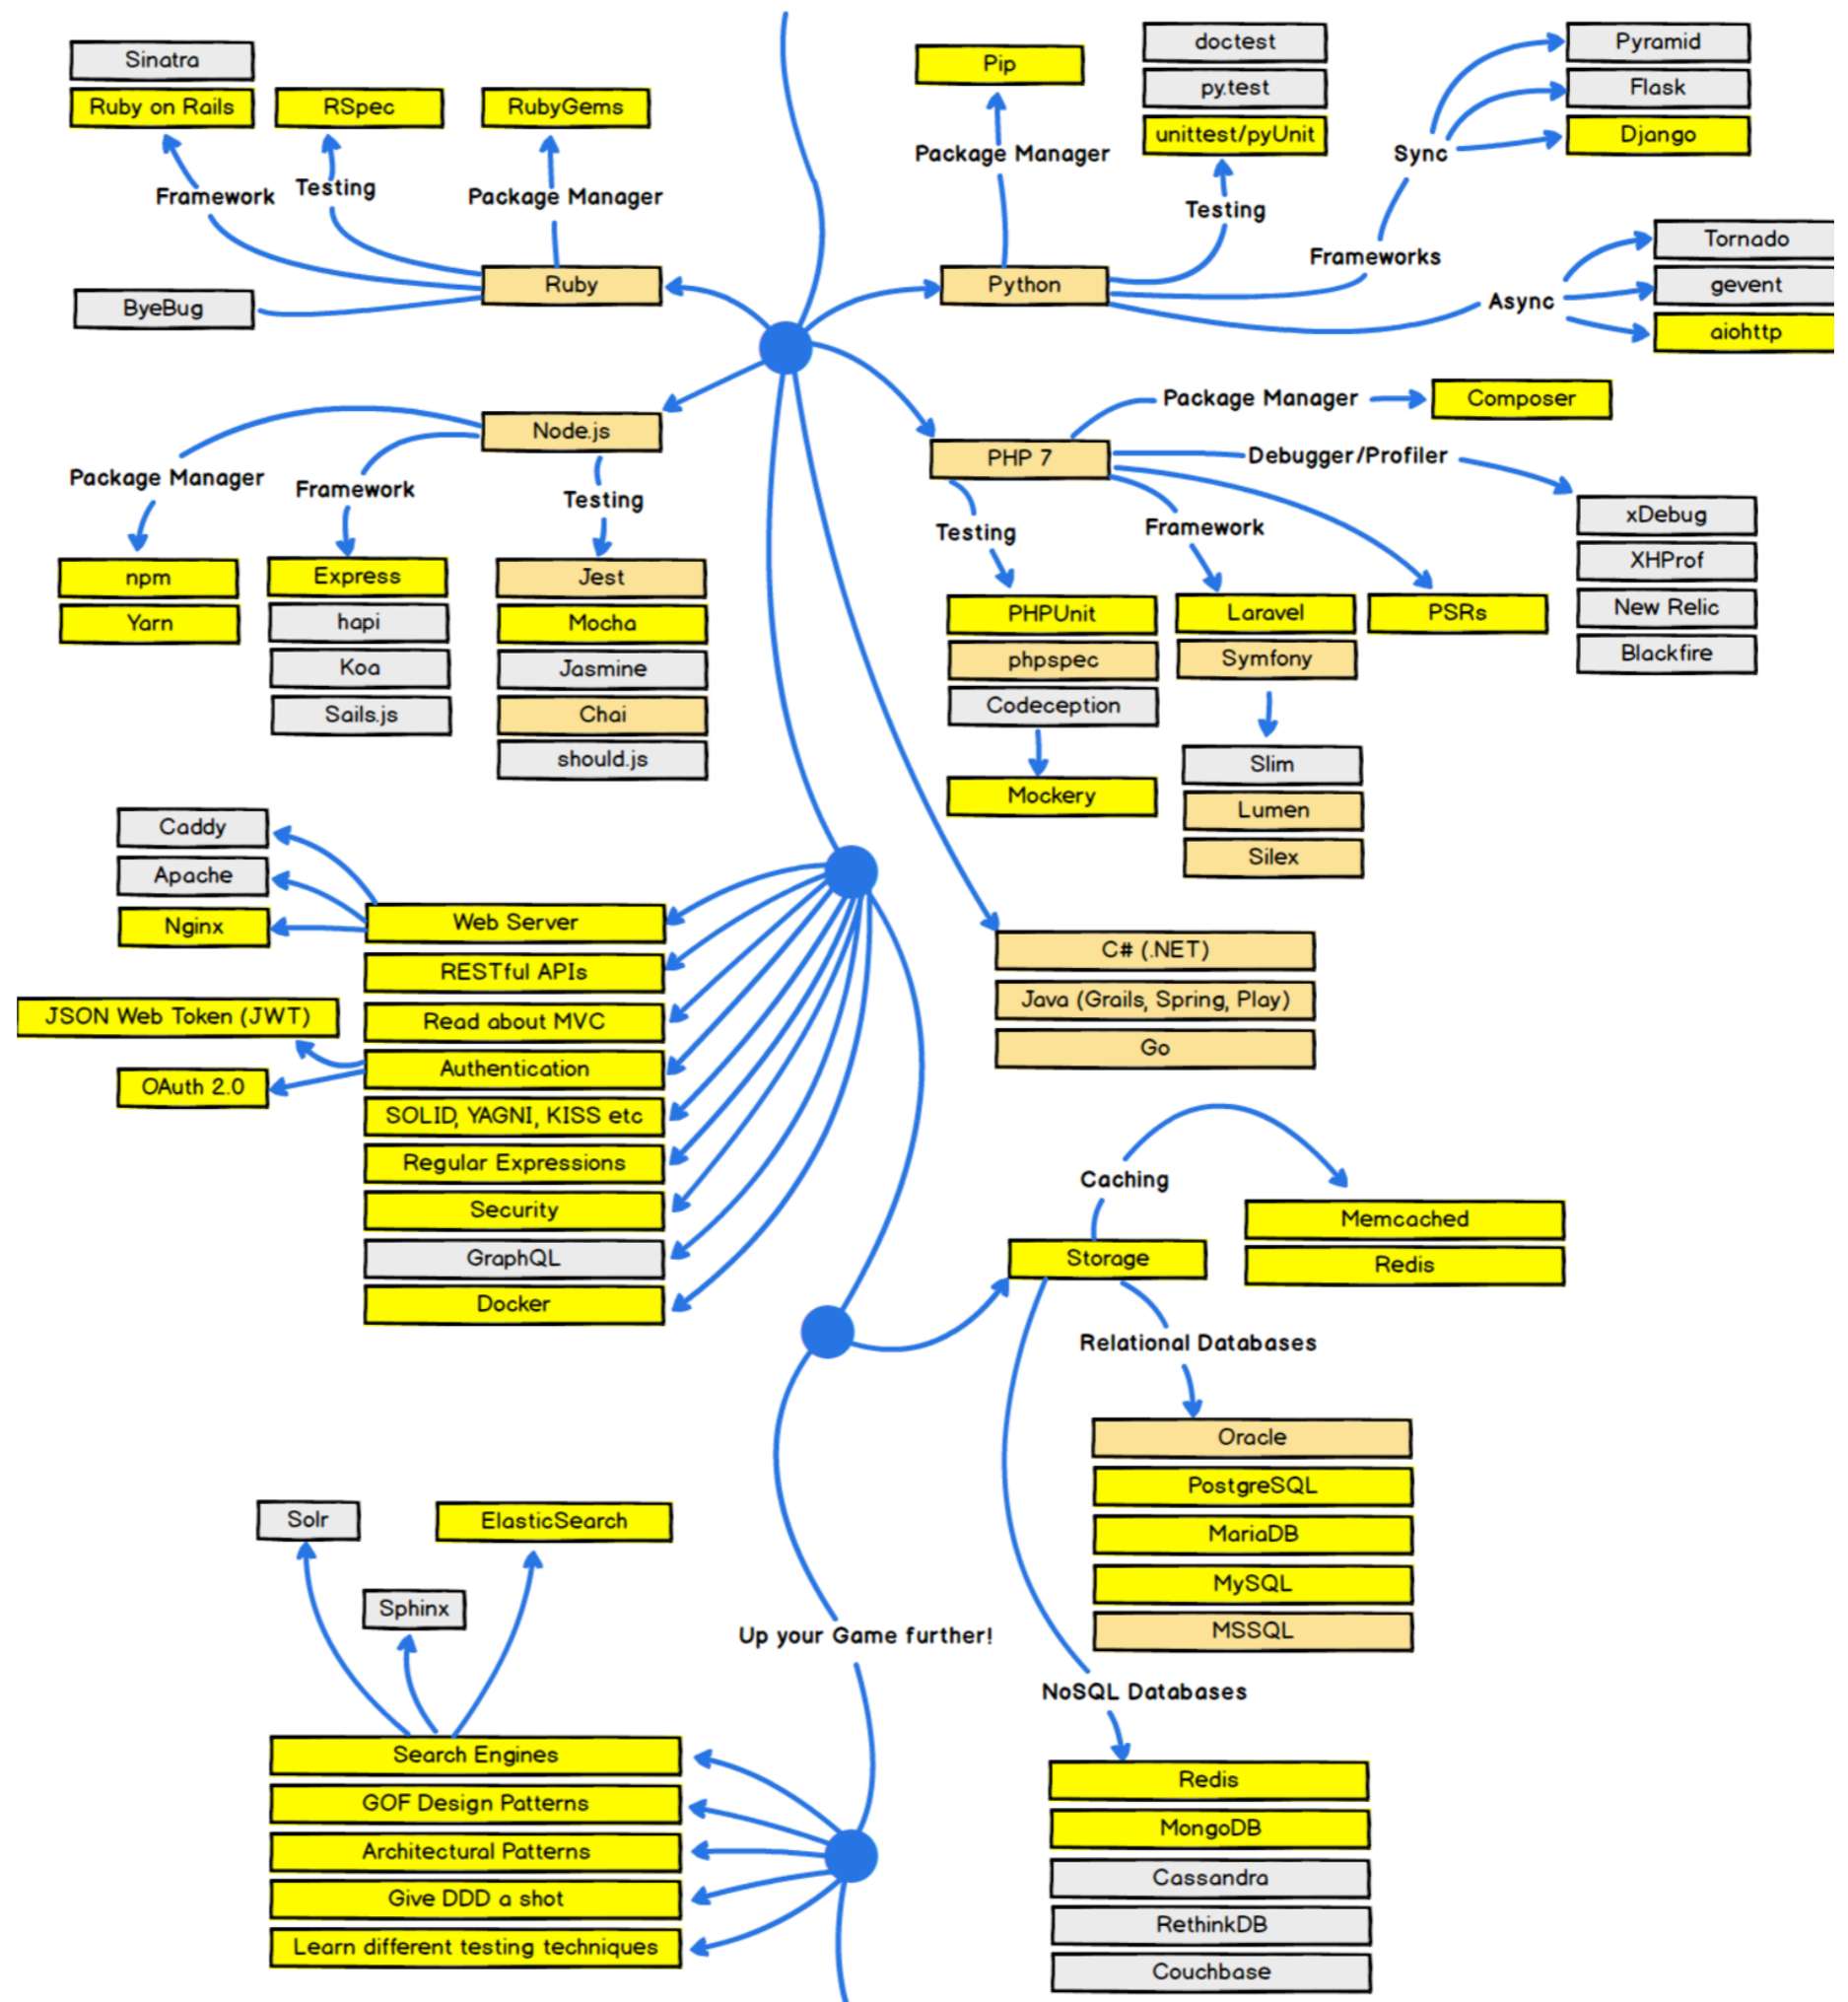 Sinatra
Ruby on Rails
RSpec
RubyGems
Framework
Testing
Package Manager
Ruby
ByeBug
Pip
Package Manager
doctest
py.test
unittest/pyUnit
Testing
Python
Pyramid
Flask
Django
Sync
Frameworks
Async
Tornado
gevent
aiohttp
Node.js
Package Manager
Framework
Testing
npm
Yarn
Express
hapi
Koa
Sails.js
Jest
Mocha
Jasmine
Chai
should.js
PHP 7
Package Manager
Composer
Debugger/Profiler
xDebug
XHProf
New Relic
Blackfire
Testing
Framework
PHPUnit
phpspec
Codeception
Mockery
Laravel
Symfony
PSRs
Slim
Lumen
Silex
Caddy
Apache
Nginx
Web Server
RESTful APIs
JSON Web Token (JWT)
Read about MVC
Authentication
OAuth 2.0
SOLID, YAGNI, KISS etc
Regular Expressions
Security
GraphQL
Docker
C# (.NET)
Java (Grails, Spring, Play)
Go
Caching
Memcached
Redis
Storage
Relational Databases
Oracle
PostgreSQL
MariaDB
MySQL
MSSQL
NoSQL Databases
Redis
MongoDB
Cassandra
RethinkDB
Couchbase
Up your Game further!
Solr
ElasticSearch
Sphinx
Search Engines
GOF Design Patterns
Architectural Patterns
Give DDD a shot
Learn different testing techniques